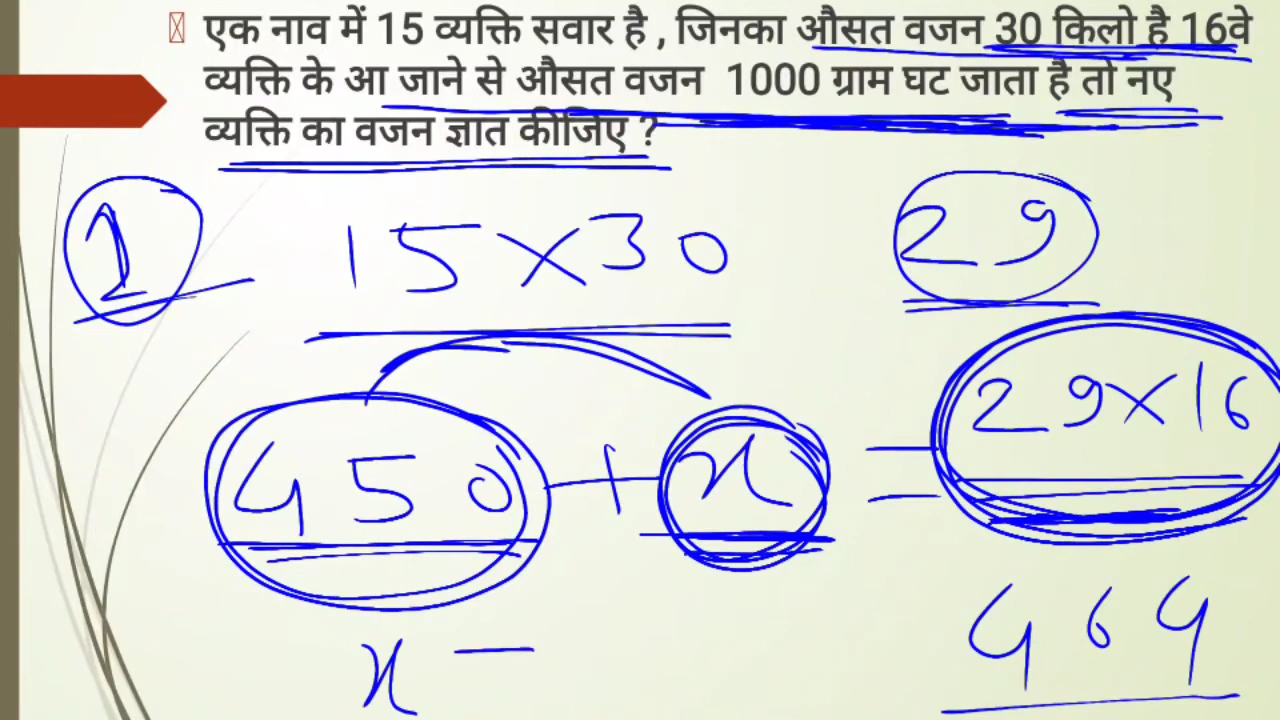 एक नाव में 15 व्यक्ति सवार है , जिनका औसत वजन 30 किलो है 16वे
व्यक्ति के आ जाने से औसत वजन 1000 ग्राम घट जाता है तो नए
व्यक्ति का वजन ज्ञात कीजिए ?
1 15×30 29
450 + x = 29×16
464
x =